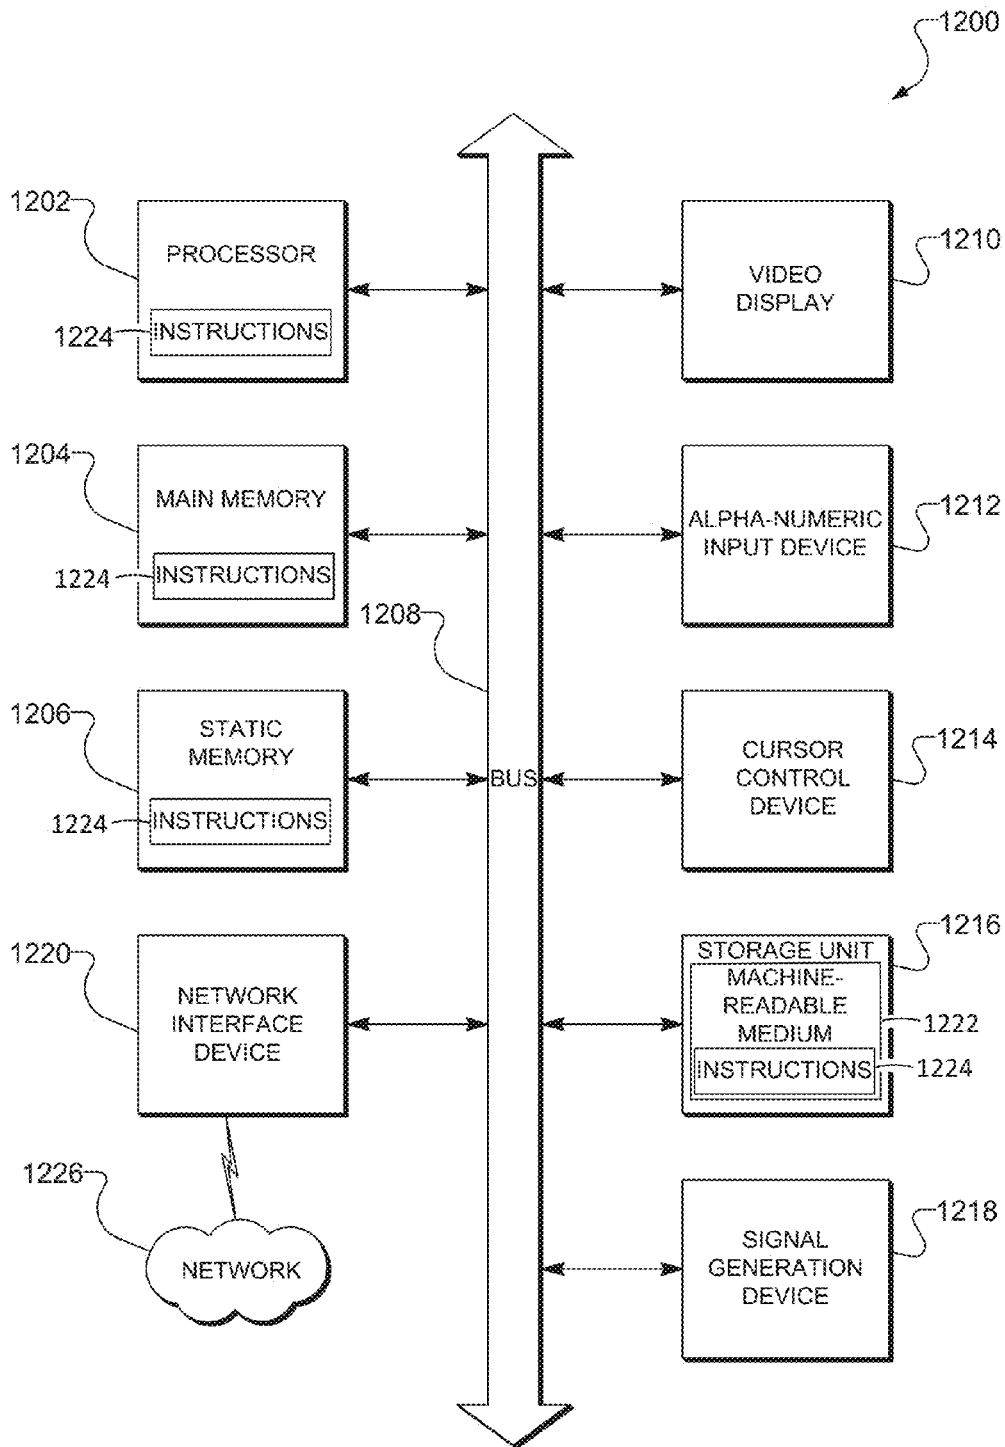 1200
1202
PROCESSOR
1224
INSTRUCTIONS
1210
VIDEO
DISPLAY
1204
MAIN MEMORY
1224
INSTRUCTIONS
1212
ALPHA-NUMERIC
INPUT DEVICE
1208
1206
STATIC
MEMORY
1224
INSTRUCTIONS
BUS
1214
CURSOR
CONTROL
DEVICE
1220
NETWORK
INTERFACE
DEVICE
1216
STORAGE UNIT
MACHINE-
READABLE
MEDIUM
1222
INSTRUCTIONS
1224
1226
NETWORK
1218
SIGNAL
GENERATION
DEVICE